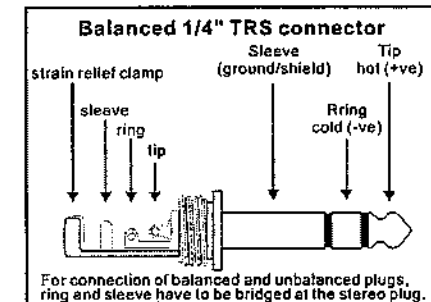 Balanced 1/4" TRS connector
Sleeve
(ground/shield)
Tip
hot (+ve)
strain relief clamp
sleeve
ring
tip
Rring
cold (-ve)
For connection of balanced and unbalanced plugs,
ring and sleeve have to be bridged at the stereo plug.